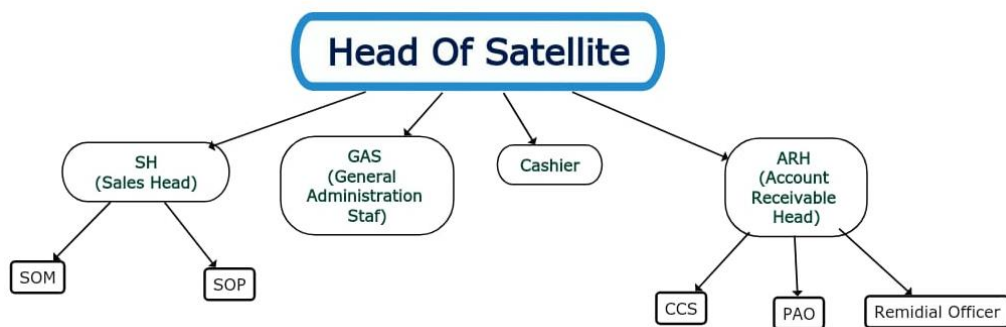 Head Of Satellite
SH
(Sales Head)
GAS
(General
Administration
Staf)
Cashier
ARH
(Account
Receivable
Head)
SOM
SOP
CCS
PAO
Remidial Officer